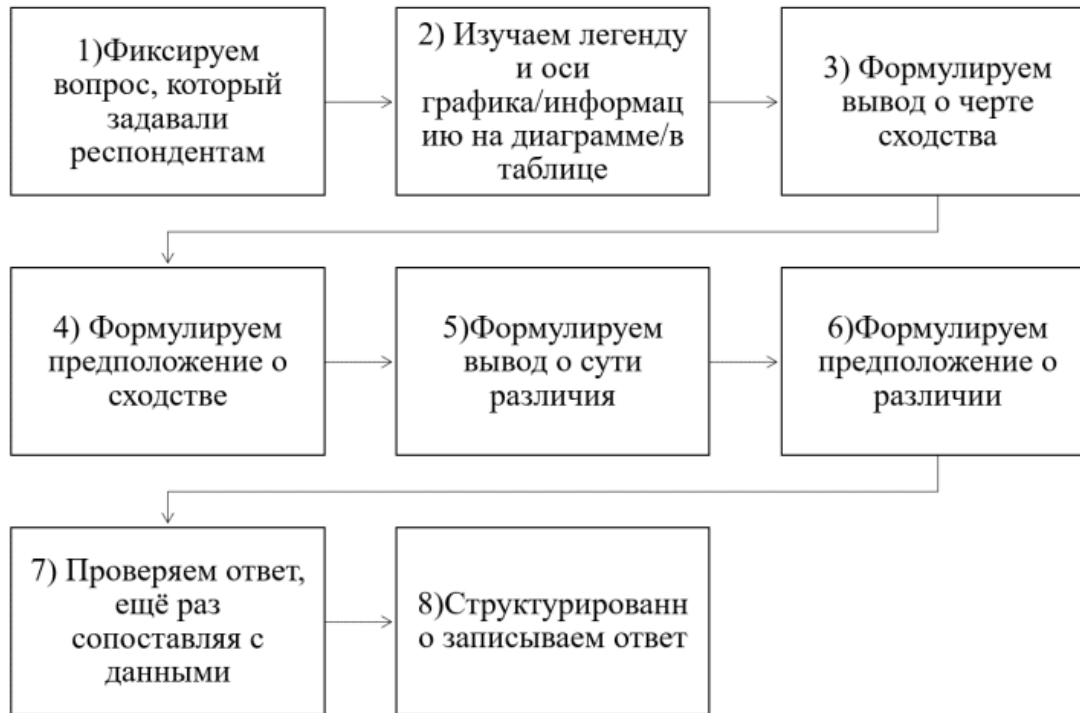 1)Фиксируем
вопрос, который
задавали
респондентам
2) Изучаем легенду
и оси
графика/информац
ию на диаграмме/в
таблице
3) Формулируем
вывод о черте
сходства
4) Формулируем
предположение о
сходстве
5)Формулируем
вывод о сути
различия
6)Формулируем
предположение о
различии
7) Проверяем ответ,
ещё раз
сопоставляя с
данными
8)Структурированн
о записываем ответ